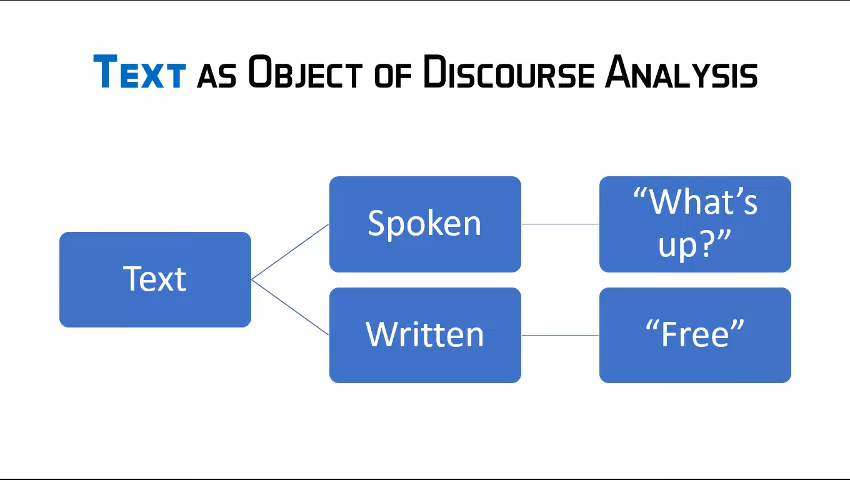 TEXT AS OBJECT OF DISCOURSE ANALYSIS
Text
Spoken
“What’s
up?”
Written
“Free”